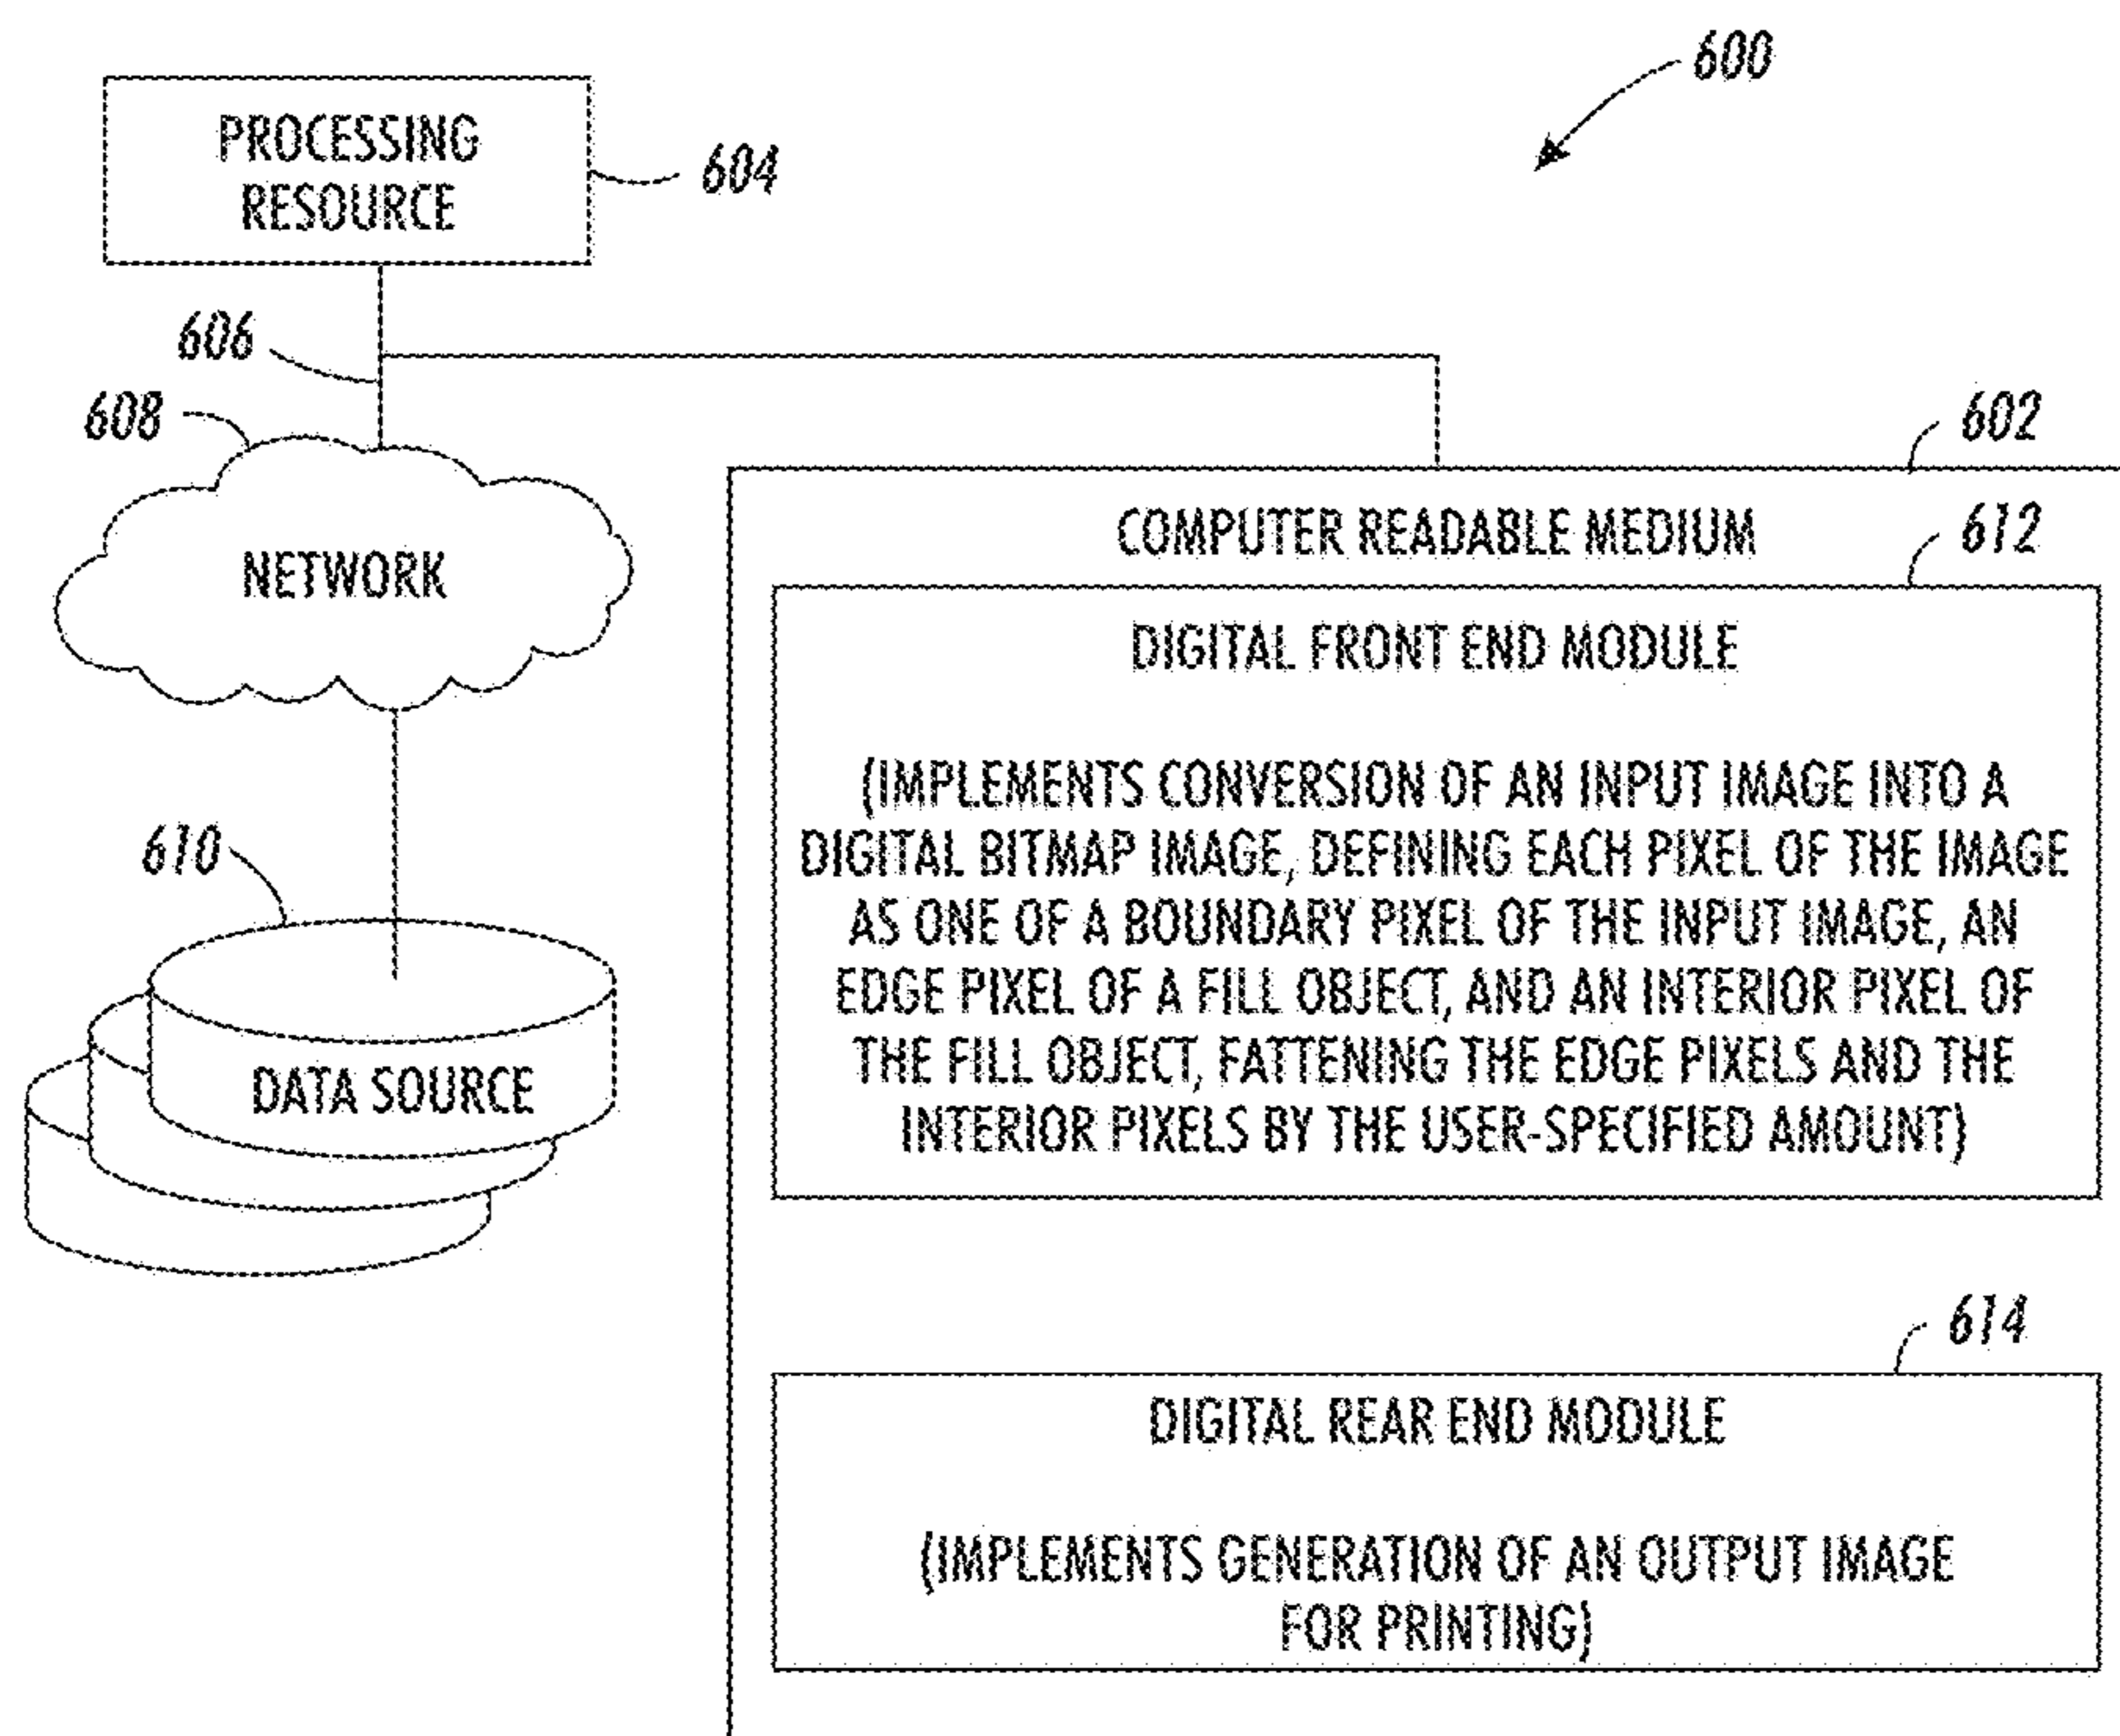 600
PROCESSING
RESOURCE
604
606
608
602
NETWORK
COMPUTER READABLE MEDIUM
612
DIGITAL FRONT END MODULE
(IMPLEMENTS CONVERSION OF AN INPUT IMAGE INTO A
DIGITAL BITMAP IMAGE, DEFINING EACH PIXEL OF THE IMAGE
AS ONE OF A BOUNDARY PIXEL OF THE INPUT IMAGE, AN
EDGE PIXEL OF A FILL OBJECT, AND AN INTERIOR PIXEL OF
THE FILL OBJECT, FATTENING THE EDGE PIXELS AND THE
INTERIOR PIXELS BY THE USER-SPECIFIED AMOUNT)
610
DATA SOURCE
614
DIGITAL REAR END MODULE
(IMPLEMENTS GENERATION OF AN OUTPUT IMAGE
FOR PRINTING)